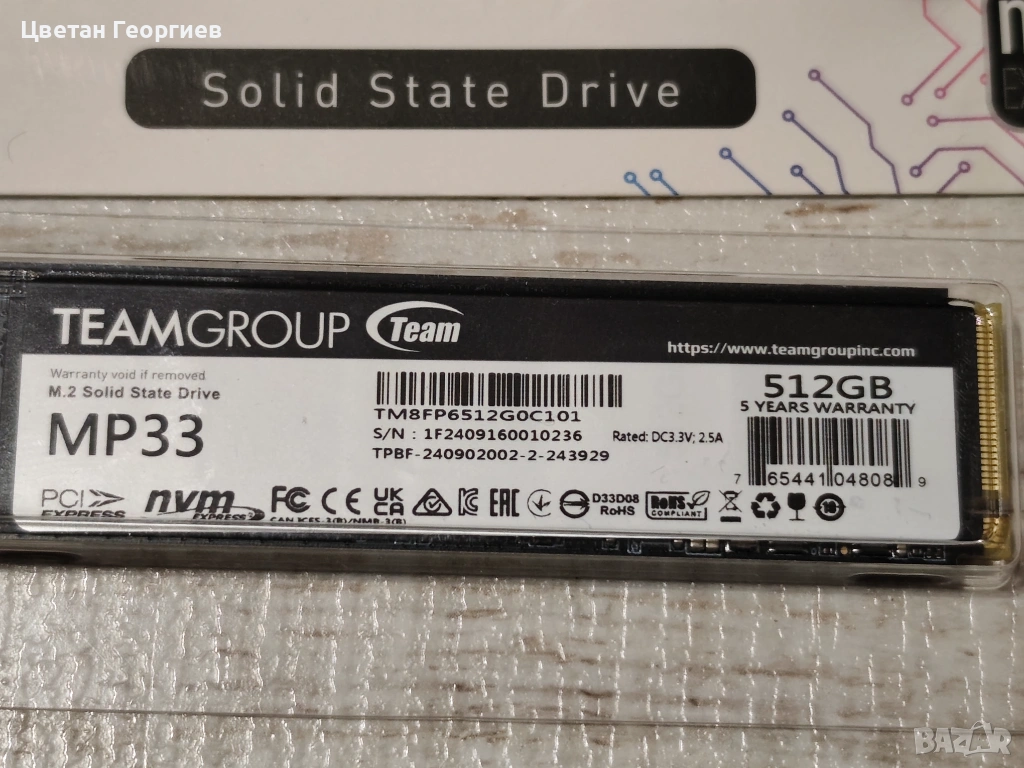 Цветан Георгиев
Solid State Drive
TEAMGROUP Team
https://www.teamgroupinc.com
Warranty void if removed
M.2 Solid State Drive
MP33
TM8FP6512G0C101
S/N : 1F2409160010236
Rated: DC3.3V; 2.5A
TPBF-240902002-2-243929
512GB
5 YEARS WARRANTY
7 65441 04808 9
PCI EXPRESS
nvm EXPRESS
FC CE UK CA EAC
CAN ICES-3(B)/NMB-3(B)
D33D08
RoHS
RoHS
COMPLIANT
BAZAR